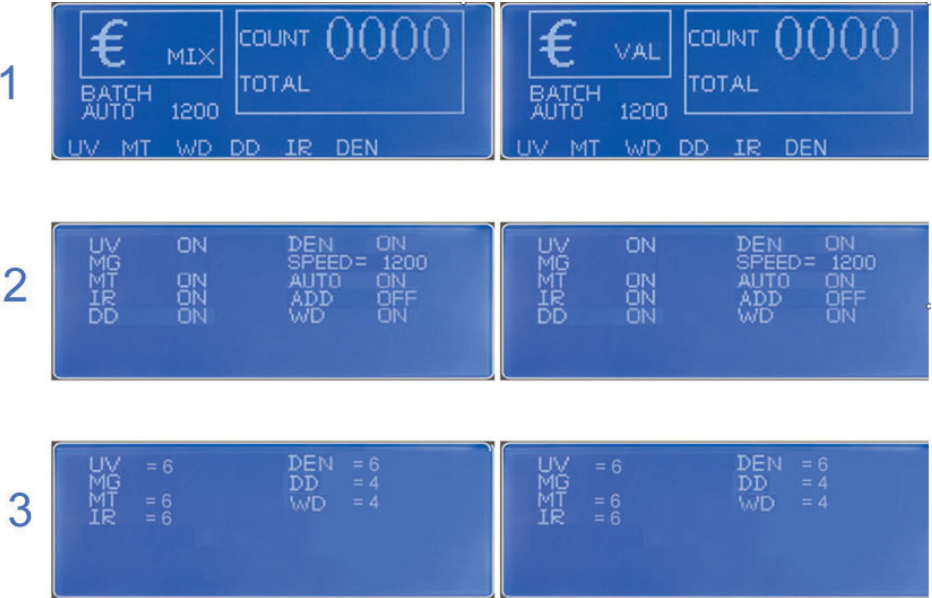 1
€ MIX COUNT 0000
TOTAL
BATCH
AUTO 1200
UV MT WD DD IR DEN
€ VAL COUNT 0000
TOTAL
BATCH
AUTO 1200
UV MT WD DD IR DEN
2
UV ON DEN ON
MG SPEED= 1200
MT ON AUTO ON
IR ON ADD OFF
DD ON WD ON
UV ON DEN ON
MG SPEED= 1200
MT ON AUTO ON
IR ON ADD OFF
DD ON WD ON
3
UV = 6 DEN = 6
MG DD = 4
MT = 6 WD = 4
IR = 6
UV = 6 DEN = 6
MG DD = 4
MT = 6 WD = 4
IR = 6